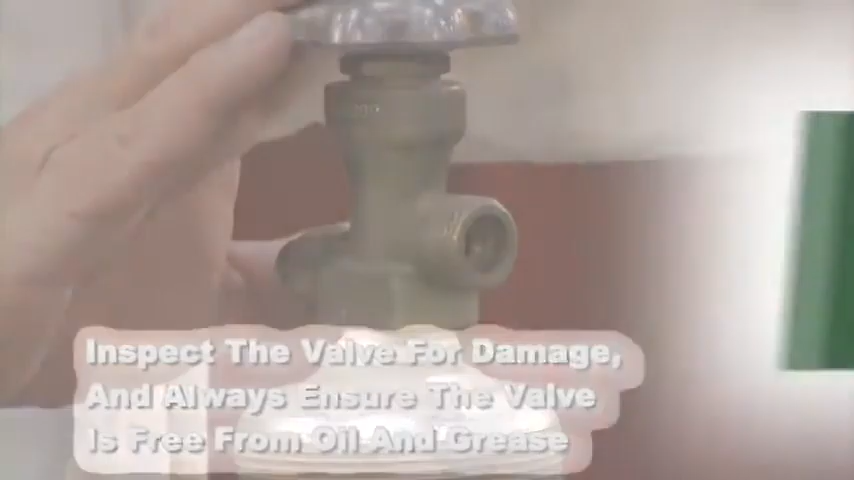 Inspect The Valve For Damage,
And Always Ensure The Valve
Is Free From Oil And Grease